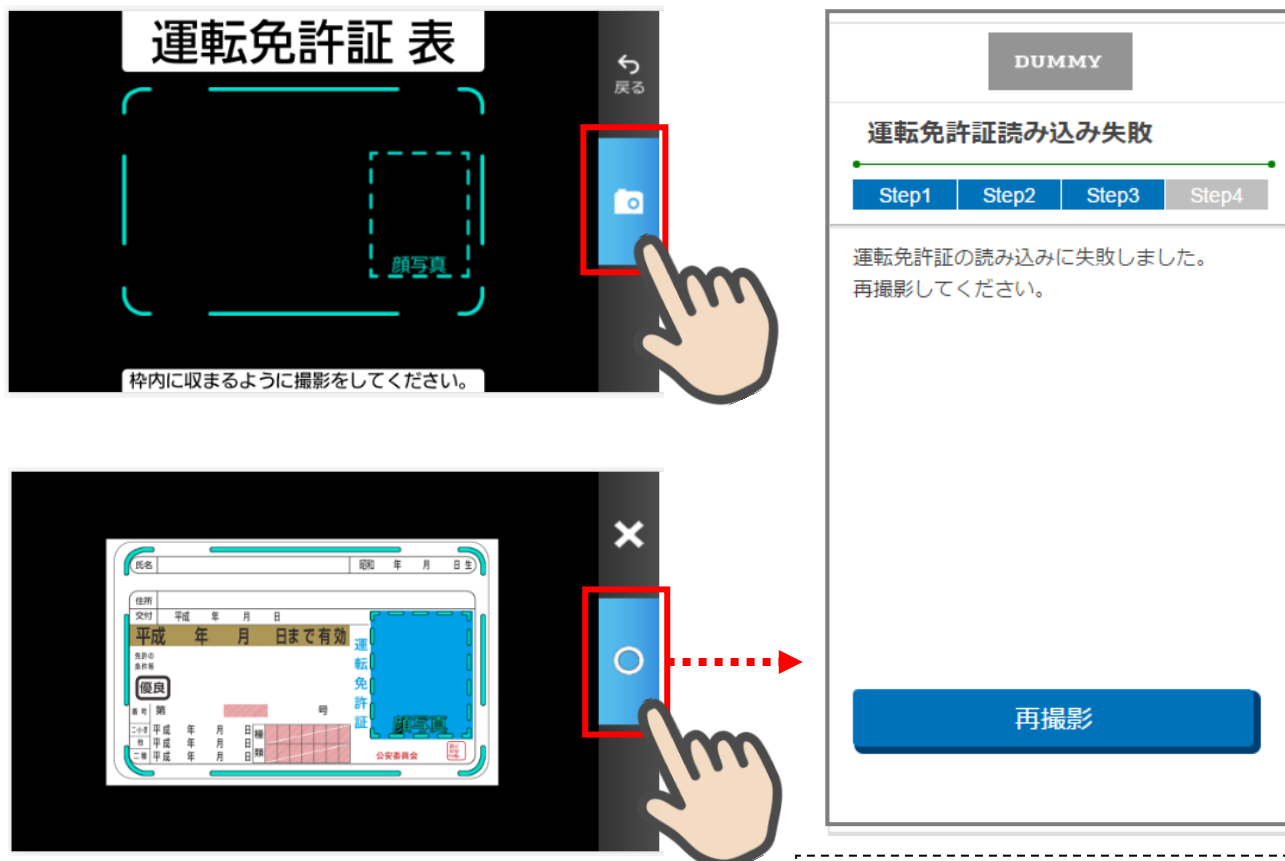 運転免許証 表
戻る
顔写真
枠内に収まるように撮影をしてください。
氏名
昭和 年 月 日生
住所
交付 平成 年 月 日
平成 年 月 日まで有効
免許の
条件等
優良
番号 第 号
二・小・原 平成 年 月 日
他 平成 年 月 日
二種 平成 年 月 日
種類
運転免許証
顔写真
公安委員会
DUMMY
運転免許証読み込み失敗
Step1 Step2 Step3 Step4
運転免許証の読み込みに失敗しました。
再撮影してください。
再撮影